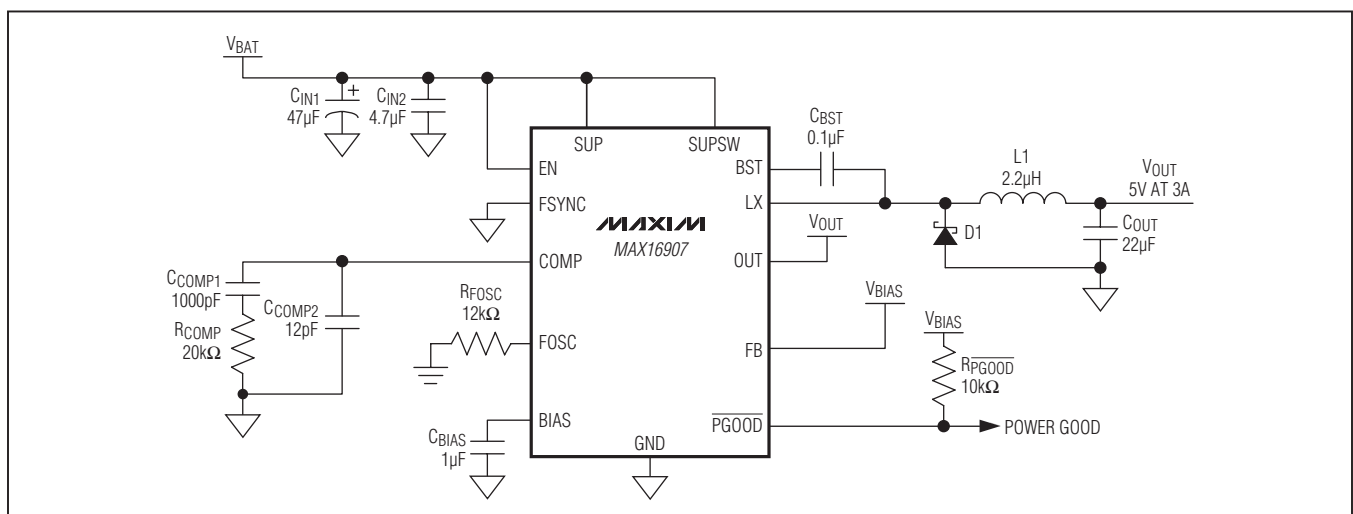 VBAT
CIN1
47µF
+
CIN2
4.7µF
SUP
SUPSW
EN
FSYNC
COMP
FOSC
BIAS
GND
BST
LX
OUT
FB
PGOOD
MAXIM
MAX16907
CBST
0.1µF
L1
2.2µH
VOUT
5V AT 3A
COUT
22µF
D1
VOUT
VBIAS
VBIAS
RPGOOD
10kΩ
POWER GOOD
CCOMP1
1000pF
CCOMP2
12pF
RCOMP
20kΩ
RFOSC
12kΩ
CBIAS
1µF